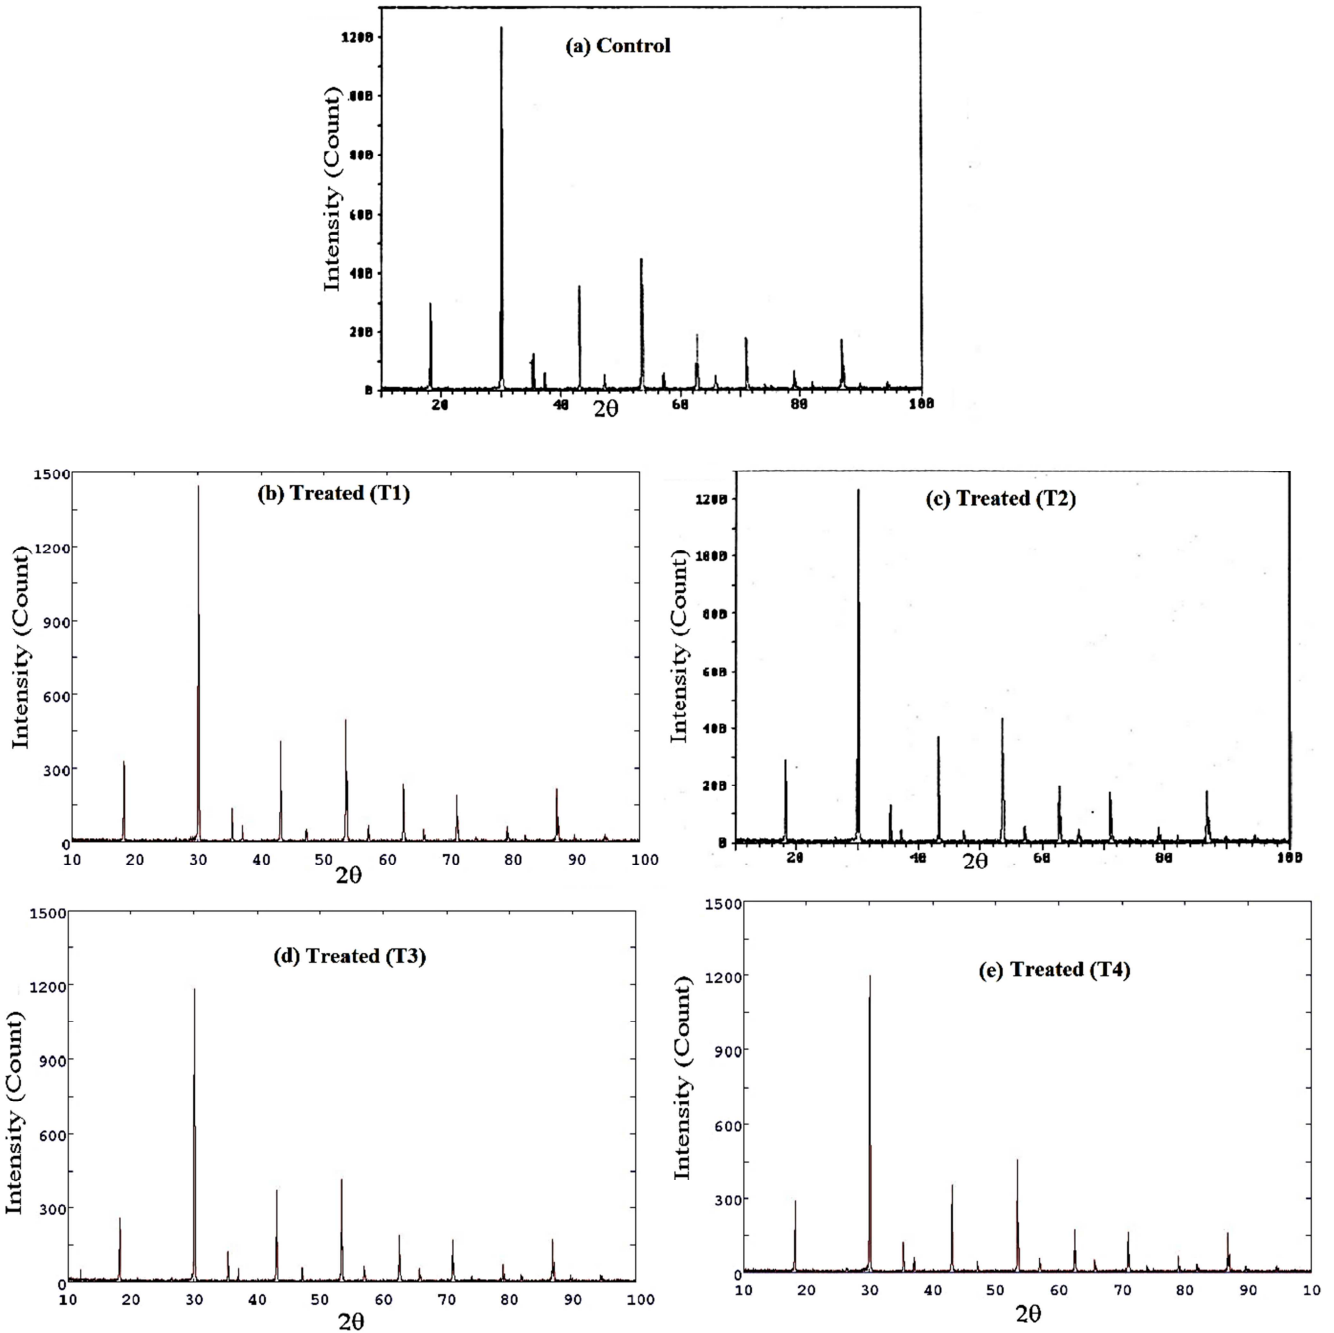 (a) Control
1200
800
600
400
200
0
20 40 60 80 100
Intensity (Count)
2θ
(b) Treated (T1)
1500
1200
900
600
300
0
10 20 30 40 50 60 70 80 90 100
Intensity (Count)
2θ
(c) Treated (T2)
1200
1000
800
600
400
200
0
20 40 60 80 100
Intensity (Count)
2θ
(d) Treated (T3)
1500
1200
900
600
300
0
10 20 30 40 50 60 70 80 90 100
Intensity (Count)
2θ
(e) Treated (T4)
1500
1200
900
600
300
0
10 20 30 40 50 60 70 80 90 10
Intensity (Count)
2θ